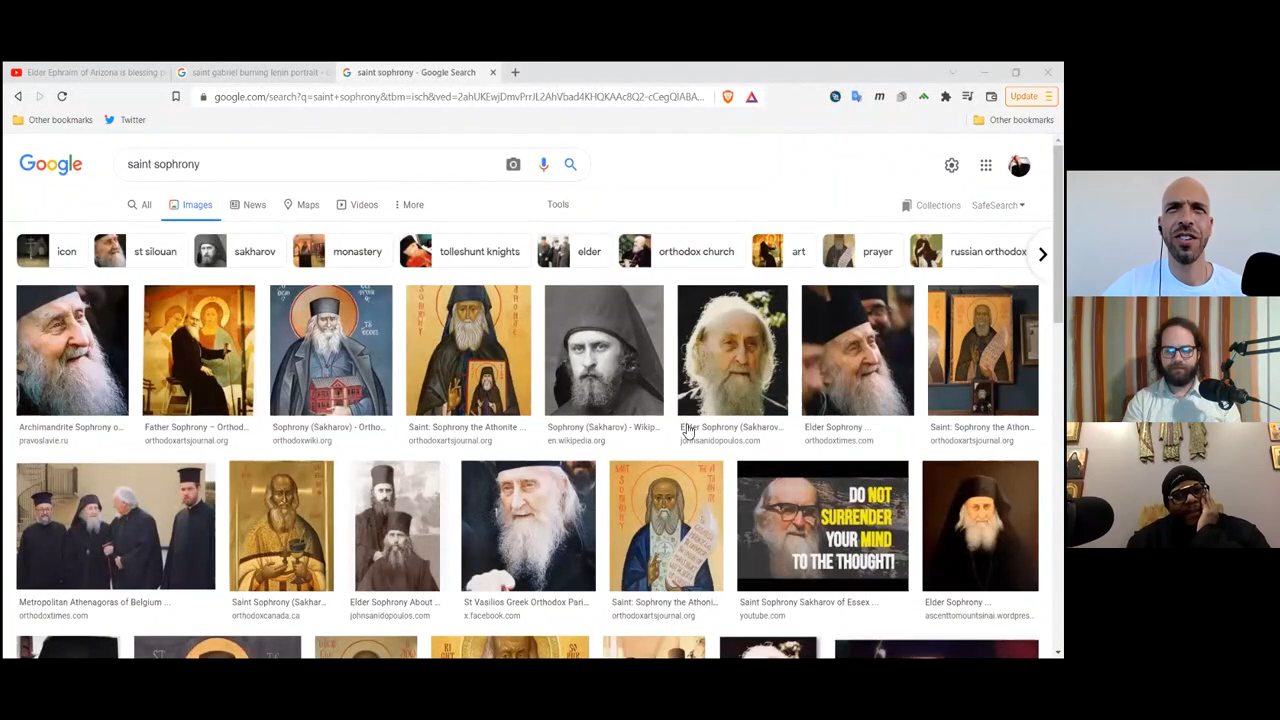 Elder Ephraim of Arizona is blessing p
saint gabriel burning lenin portrait -
saint sophrony - Google Search
google.com/search?q=saint+sophrony&tbm=isch&ved=2ahUKEwjDmvPrrJL2AhVbad4KHQKAAc8Q2-cCegQIABA...
Update
Other bookmarks
Twitter
Other bookmarks
Google
saint sophrony
All
Images
News
Maps
Videos
More
Tools
Collections
SafeSearch
icon
st silouan
sakharov
monastery
tolleshunt knights
elder
orthodox church
art
prayer
russian orthodox
Archimandrite Sophrony o...
Father Sophrony – Orthod...
Sophrony (Sakharov) - Ortho...
Saint: Sophrony the Athonite ...
Sophrony (Sakharov) - Wikip...
Elder Sophrony (Sakharov...
Elder Sophrony ...
Saint: Sophrony the Athon...
pravoslavie.ru
orthodoxartsjournal.org
orthodoxwiki.org
orthodoxartsjournal.org
en.wikipedia.org
johnsanidopoulos.com
orthodoxtimes.com
orthodoxartsjournal.org
DO NOT
SURRENDER
YOUR MIND
TO THE THOUGHT!
Metropolitan Athenagoras of Belgium ...
Saint Sophrony (Sakhar...
Elder Sophrony About ...
St Vasilios Greek Orthodox Pari...
Saint: Sophrony the Athoni...
Saint Sophrony Sakharov of Essex ...
Elder Sophrony ...
orthodoxtimes.com
orthodoxcanada.ca
johnsanidopoulos.com
x.facebook.com
orthodoxartsjournal.org
youtube.com
ascenttomountsinai.wordpres...